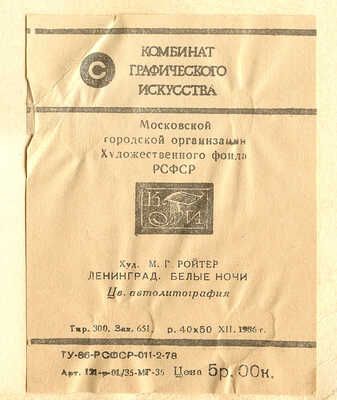 КОМБИНАТ
ГРАФИЧЕСКОГО
ИСКУССТВА
С
Московской
городской организации
Художественного фонда
РСФСР
Худ. М. Г. РОЙТЕР
ЛЕНИНГРАД. БЕЛЫЕ НОЧИ
Цв. автолитография
Тир. 300. Зак. 651. р. 40х50 XII. 1986 г.
ТУ-86-РСФСР-011-2-78
Арт. Цена 5р. 00к.